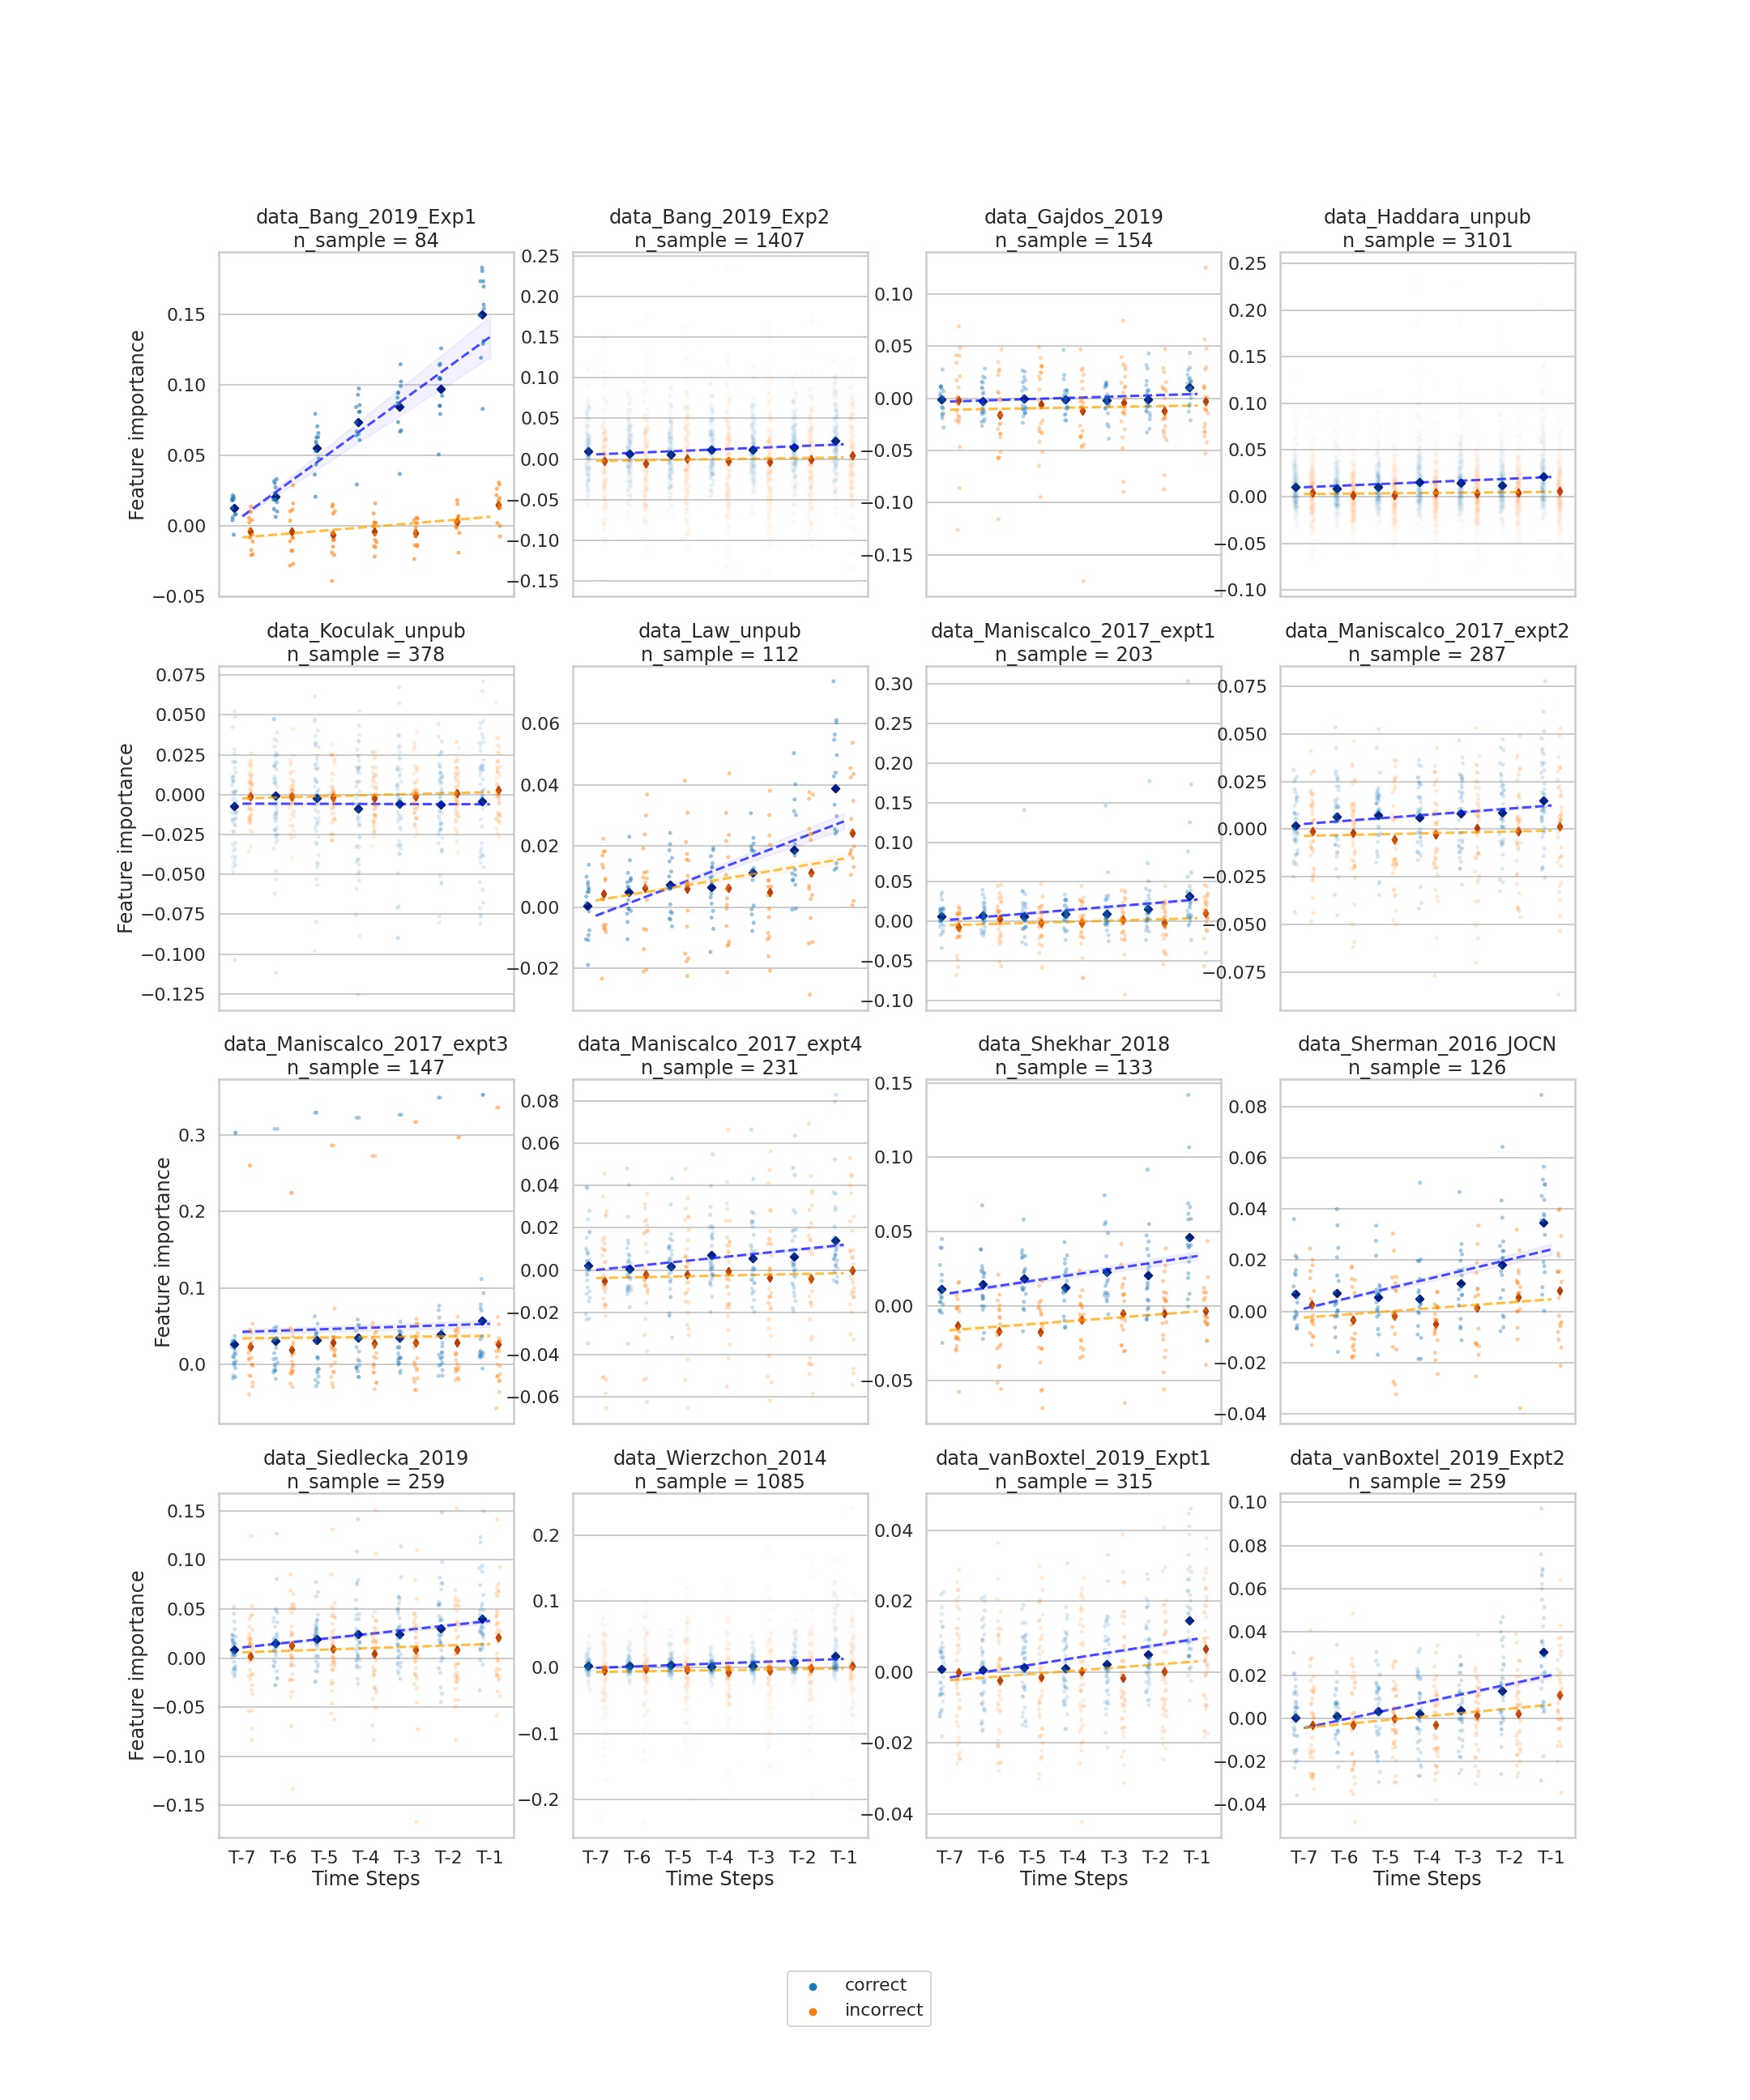 data_Bang_2019_Exp1
n_sample = 84
data_Bang_2019_Exp2
n_sample = 1407
data_Gajdos_2019
n_sample = 154
data_Haddara_unpub
n_sample = 3101
Feature importance
0.15
0.10
0.05
0.00
−0.05
0.25
0.20
0.15
0.10
0.05
0.00
−0.05
−0.10
−0.15
0.10
0.05
0.00
−0.05
−0.10
−0.15
0.25
0.20
0.15
0.10
0.05
0.00
−0.05
−0.10
data_Koculak_unpub
n_sample = 378
data_Law_unpub
n_sample = 112
data_Maniscalco_2017_expt1
n_sample = 203
data_Maniscalco_2017_expt2
n_sample = 287
Feature importance
0.075
0.050
0.025
0.000
−0.025
−0.050
−0.075
−0.100
−0.125
0.06
0.04
0.02
0.00
−0.02
0.30
0.25
0.20
0.15
0.10
0.05
0.00
−0.05
−0.10
0.075
0.050
0.025
0.000
−0.025
−0.050
−0.075
data_Maniscalco_2017_expt3
n_sample = 147
data_Maniscalco_2017_expt4
n_sample = 231
data_Shekhar_2018
n_sample = 133
data_Sherman_2016_JOCN
n_sample = 126
Feature importance
0.3
0.2
0.1
0.0
0.08
0.06
0.04
0.02
0.00
−0.02
−0.04
−0.06
0.15
0.10
0.05
0.00
−0.05
0.08
0.06
0.04
0.02
0.00
−0.02
−0.04
data_Siedlecka_2019
n_sample = 259
data_Wierzchon_2014
n_sample = 1085
data_vanBoxtel_2019_Expt1
n_sample = 315
data_vanBoxtel_2019_Expt2
n_sample = 259
Feature importance
0.15
0.10
0.05
0.00
−0.05
−0.10
−0.15
0.2
0.1
0.0
−0.1
−0.2
0.04
0.02
0.00
−0.02
−0.04
0.10
0.08
0.06
0.04
0.02
0.00
−0.02
−0.04
T-7 T-6 T-5 T-4 T-3 T-2 T-1
Time Steps
T-7 T-6 T-5 T-4 T-3 T-2 T-1
Time Steps
T-7 T-6 T-5 T-4 T-3 T-2 T-1
Time Steps
T-7 T-6 T-5 T-4 T-3 T-2 T-1
Time Steps
correct
incorrect